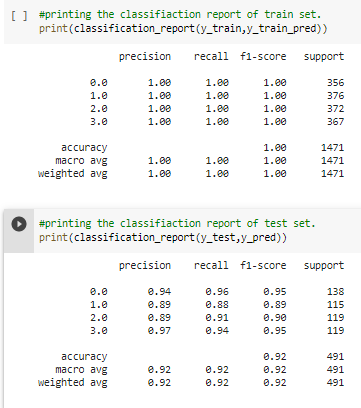 [ ] #printing the classifiaction report of train set.
print(classification_report(y_train,y_train_pred))
precision recall f1-score support
0.0 1.00 1.00 1.00 356
1.0 1.00 1.00 1.00 376
2.0 1.00 1.00 1.00 372
3.0 1.00 1.00 1.00 367
accuracy 1.00 1471
macro avg 1.00 1.00 1.00 1471
weighted avg 1.00 1.00 1.00 1471
#printing the classifiaction report of test set.
print(classification_report(y_test,y_pred))
precision recall f1-score support
0.0 0.94 0.96 0.95 138
1.0 0.89 0.88 0.89 115
2.0 0.89 0.91 0.90 119
3.0 0.97 0.94 0.95 119
accuracy 0.92 491
macro avg 0.92 0.92 0.92 491
weighted avg 0.92 0.92 0.92 491